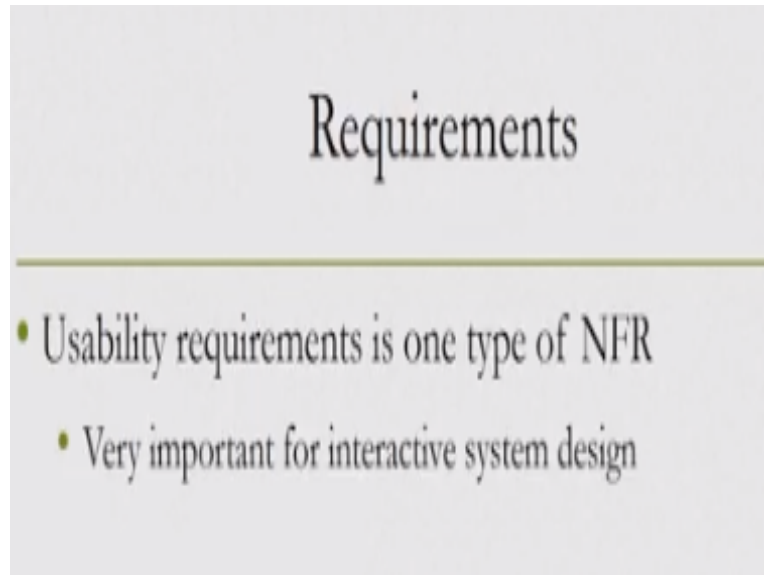 Requirements
• Usability requirements is one type of NFR
• Very important for interactive system design